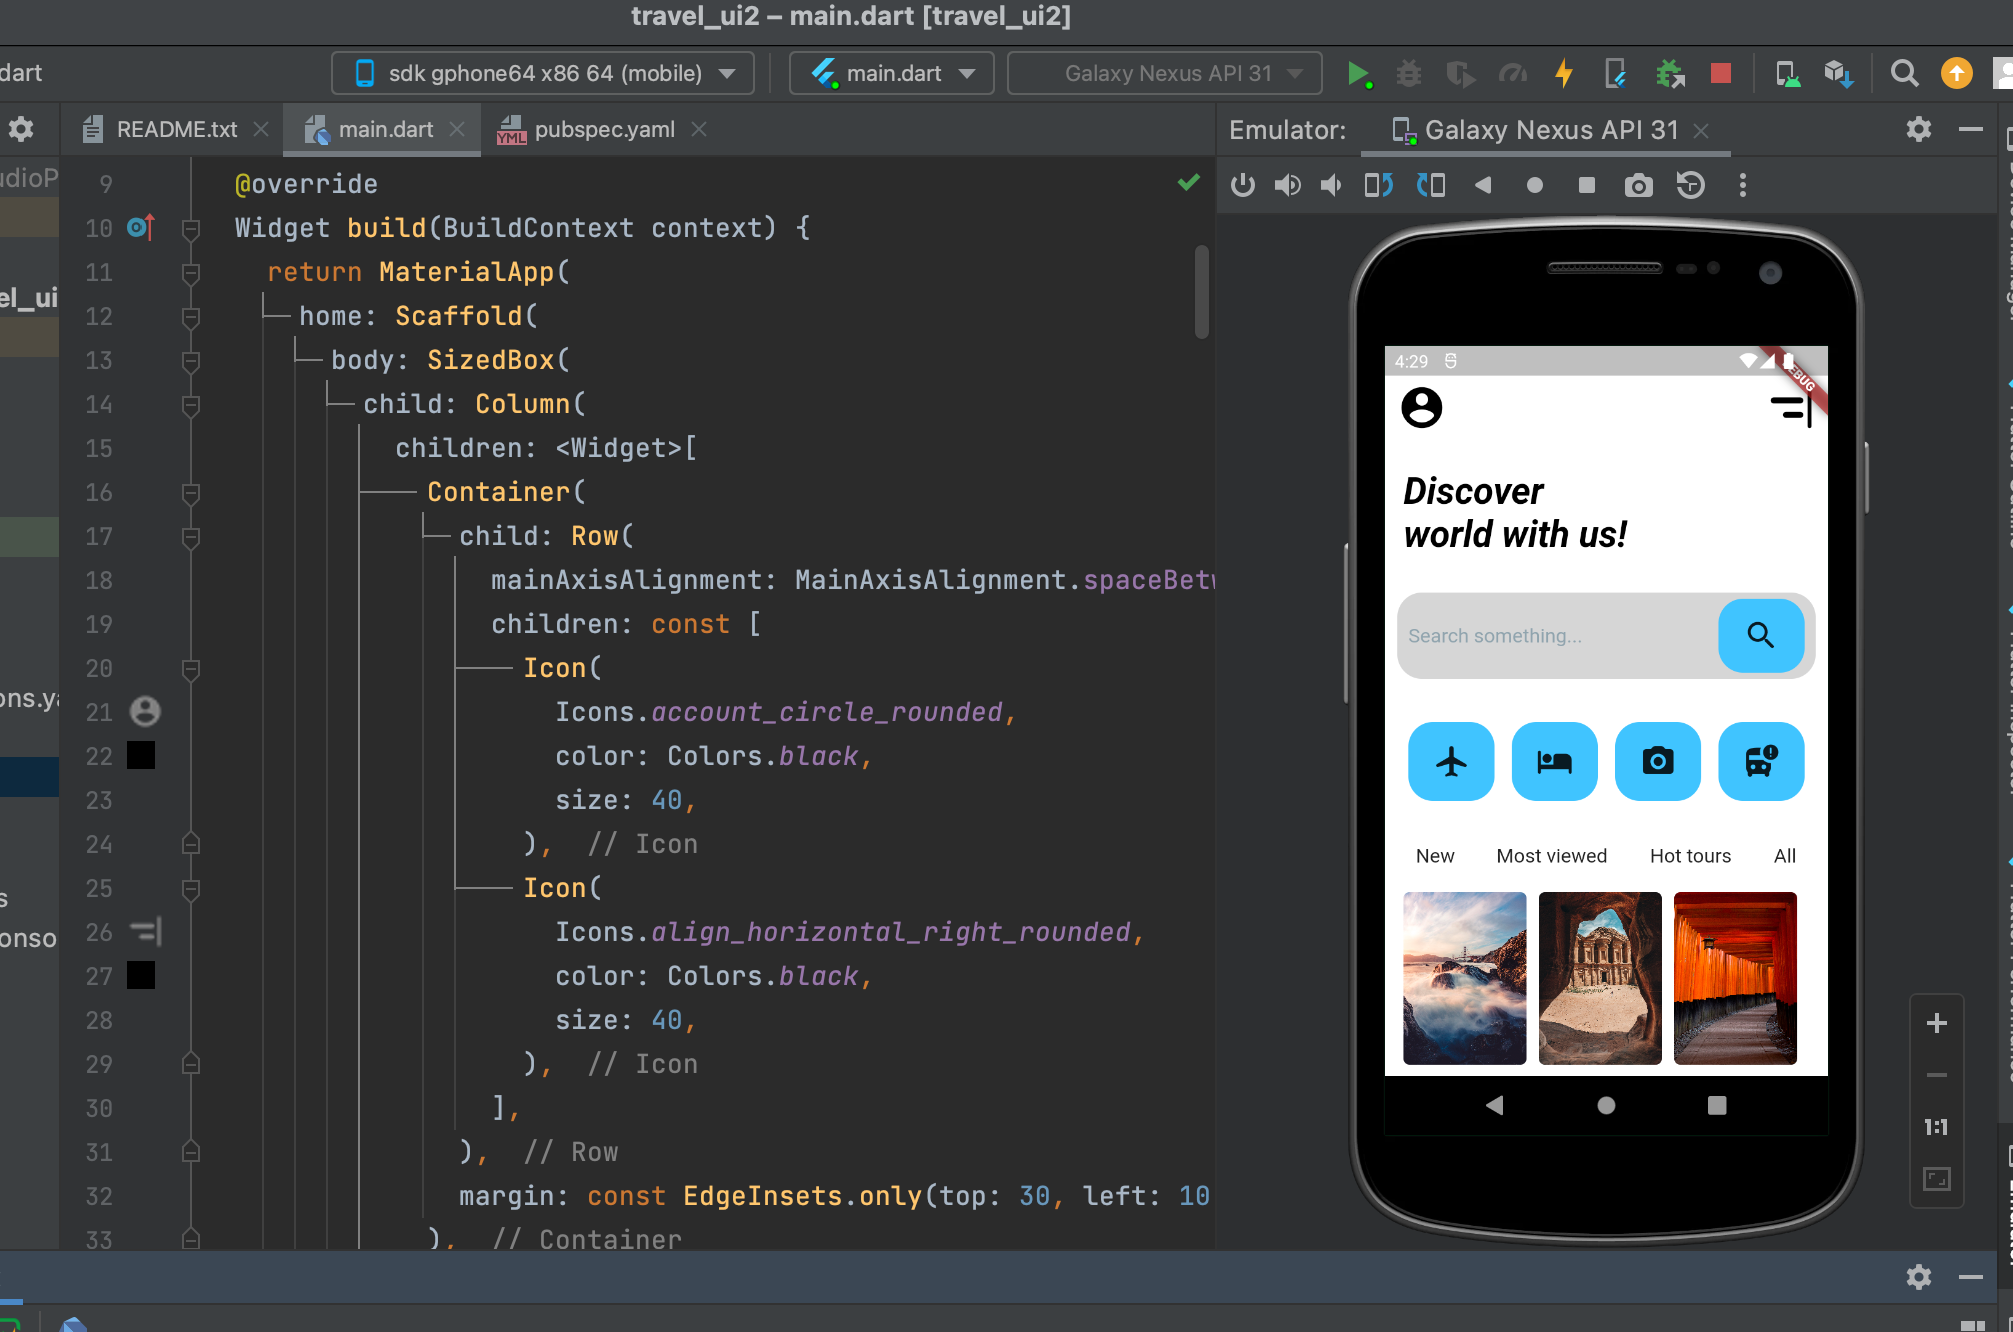 travel_ui2 – main.dart [travel_ui2]
dart
sdk gphone64 x86 64 (mobile)
main.dart
Galaxy Nexus API 31
README.txt
main.dart
YML
pubspec.yaml
Emulator:
Galaxy Nexus API 31
9 @override
10 Widget build(BuildContext context) {
11 return MaterialApp(
12 home: Scaffold(
13 body: SizedBox(
14 child: Column(
15 children: <Widget>[
16 Container(
17 child: Row(
18 mainAxisAlignment: MainAxisAlignment.spaceBetw
19 children: const [
20 Icon(
21 Icons.account_circle_rounded,
22 color: Colors.black,
23 size: 40,
24 ), // Icon
25 Icon(
26 Icons.align_horizontal_right_rounded,
27 color: Colors.black,
28 size: 40,
29 ), // Icon
30 ],
31 ), // Row
32 margin: const EdgeInsets.only(top: 30, left: 10
33 ), // Container
udioP
el_ui
ons.ya
s
onso
4:29
Discover
world with us!
Search something...
New Most viewed Hot tours All
1:1